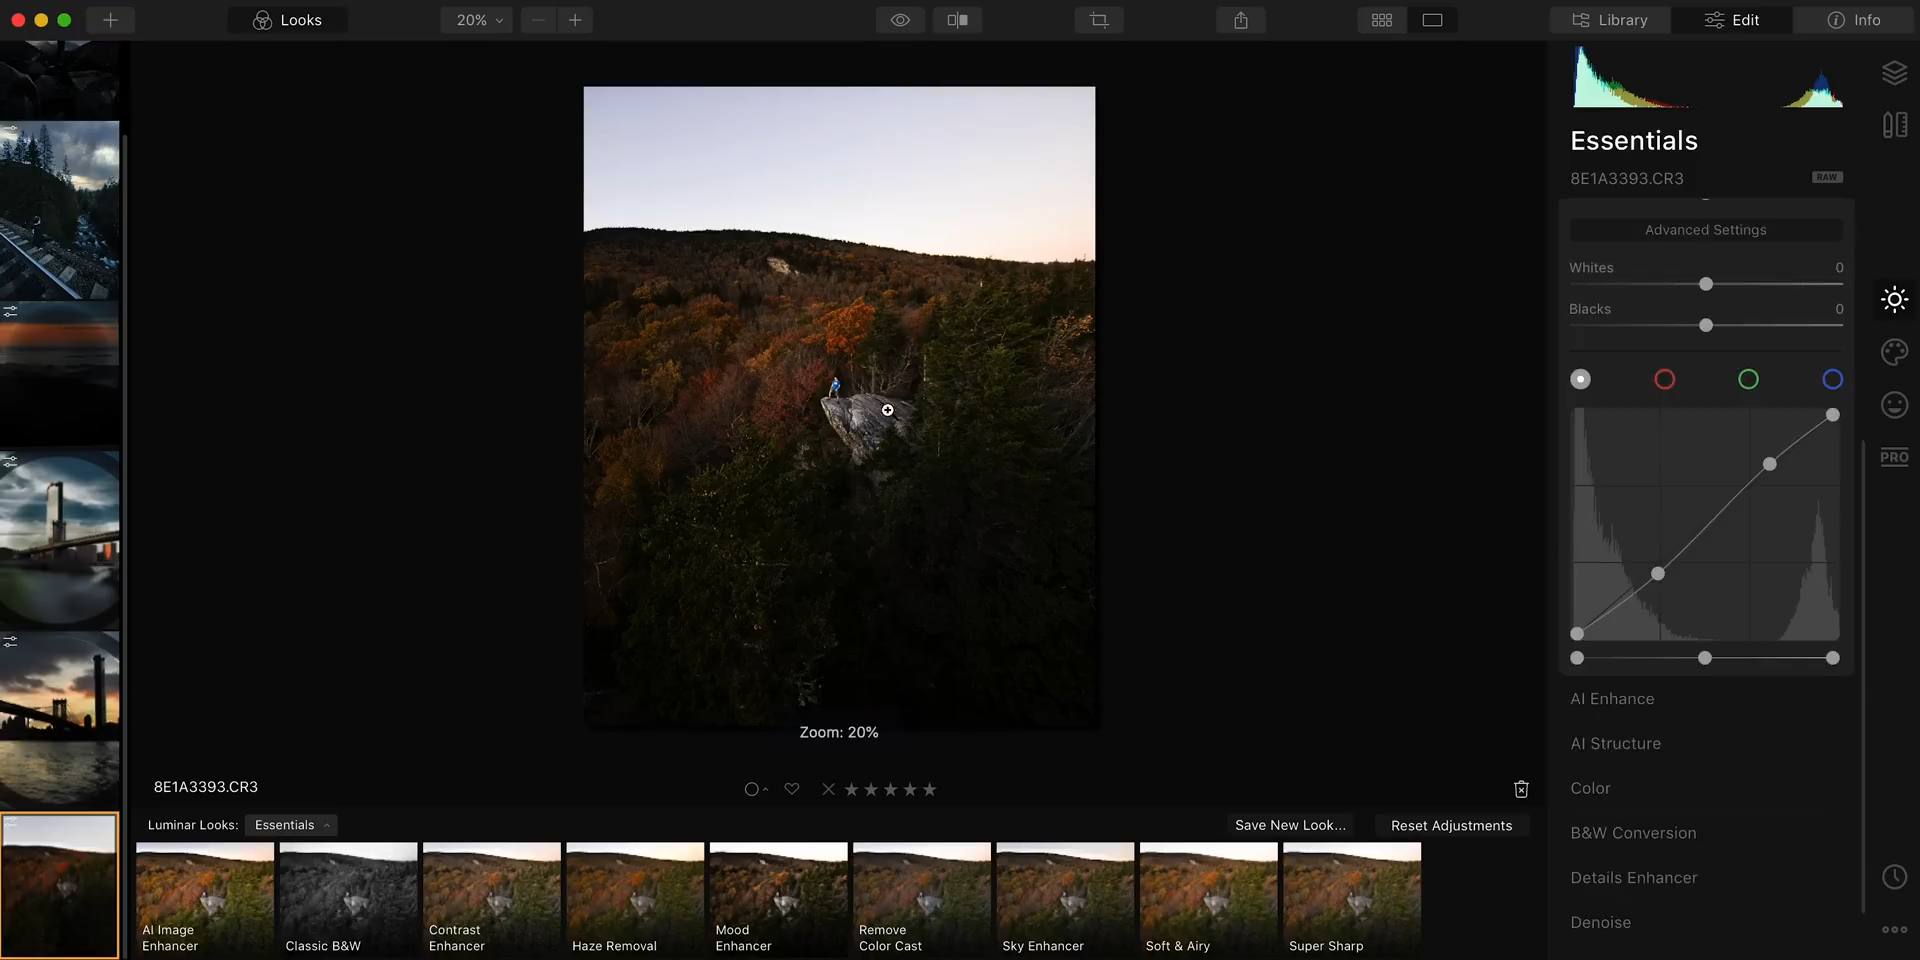 Looks
20%
Library
Edit
Info
Essentials
8E1A3393.CR3
RAW
Advanced Settings
Whites
0
Blacks
0
PRO
AI Enhance
AI Structure
Color
B&W Conversion
Details Enhancer
Denoise
Zoom: 20%
8E1A3393.CR3
Luminar Looks:
Essentials
Save New Look...
Reset Adjustments
AI Image
Enhancer
Classic B&W
Contrast
Enhancer
Haze Removal
Mood
Enhancer
Remove
Color Cast
Sky Enhancer
Soft & Airy
Super Sharp